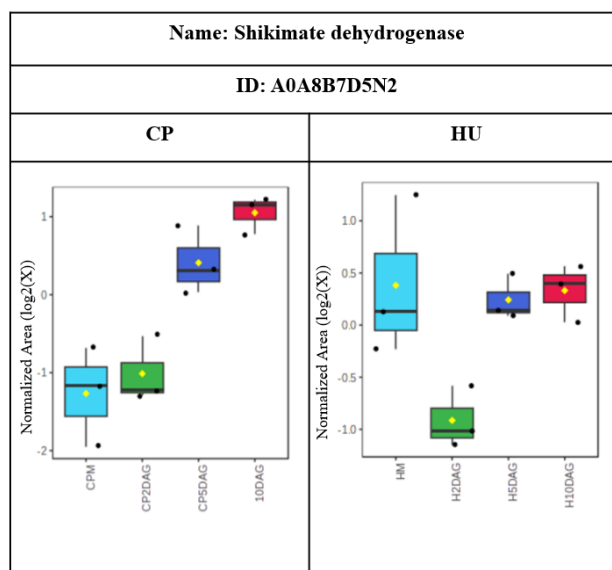 Name: Shikimate dehydrogenase
ID: A0A8B7D5N2
CP
HU
Normalized Area (log2(X))
1
0
-1
-2
CPM
CP2DAG
CP5DAG
10DAG
Normalized Area (log2(X))
1.0
0.5
0.0
-0.5
-1.0
HM
H2DAG
H5DAG
H10DAG